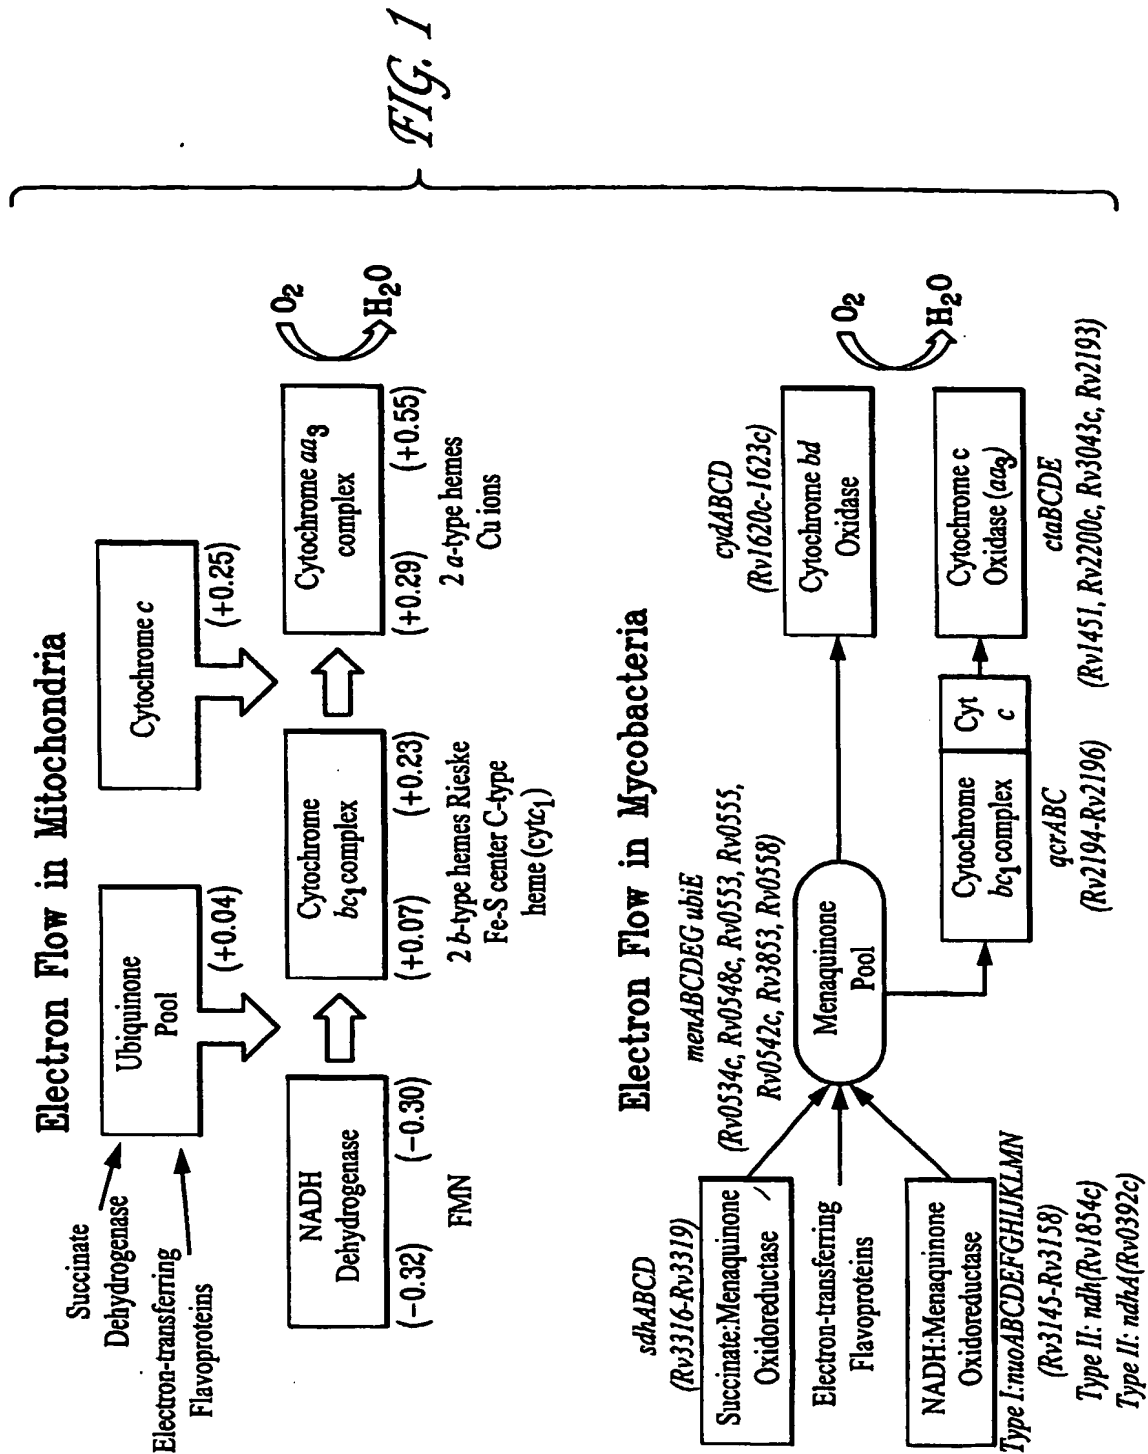 FIG. 1
Electron Flow in Mitochondria
Succinate
Dehydrogenase
Electron-transferring
Flavoproteins
Ubiquinone
Pool
(+0.04)
Cytochrome c
(+0.25)
NADH
Dehydrogenase
(−0.32)
(−0.30)
FMN
Cytochrome
bc1 complex
(+0.07)
(+0.23)
2 b-type hemes Rieske
Fe-S center C-type
heme (cytc1)
Cytochrome aa3
complex
(+0.29)
(+0.55)
2 a-type hemes
Cu ions
O2
H2O
Electron Flow in Mycobacteria
sdhABCD
(Rv3316-Rv3319)
Succinate:Menaquinone
Oxidoreductase
Electron-transferring
Flavoproteins
NADH:Menaquinone
Oxidoreductase
Type I:nuoABCDEFGHIJKLMN
(Rv3145-Rv3158)
Type II: ndh(Rv1854c)
Type II: ndhA(Rv0392c)
menABCDEG ubiE
(Rv0534c, Rv0548c, Rv0553, Rv0555,
Rv0542c, Rv3853, Rv0558)
Menaquinone
Pool
cydABCD
(Rv1620c-1623c)
Cytochrome bd
Oxidase
Cytochrome
bc1 complex
Cyt
c
qcrABC
(Rv2194-Rv2196)
Cytochrome c
Oxidase (aa3)
ctaBCDE
(Rv1451, Rv2200c, Rv3043c, Rv2193)
O2
H2O